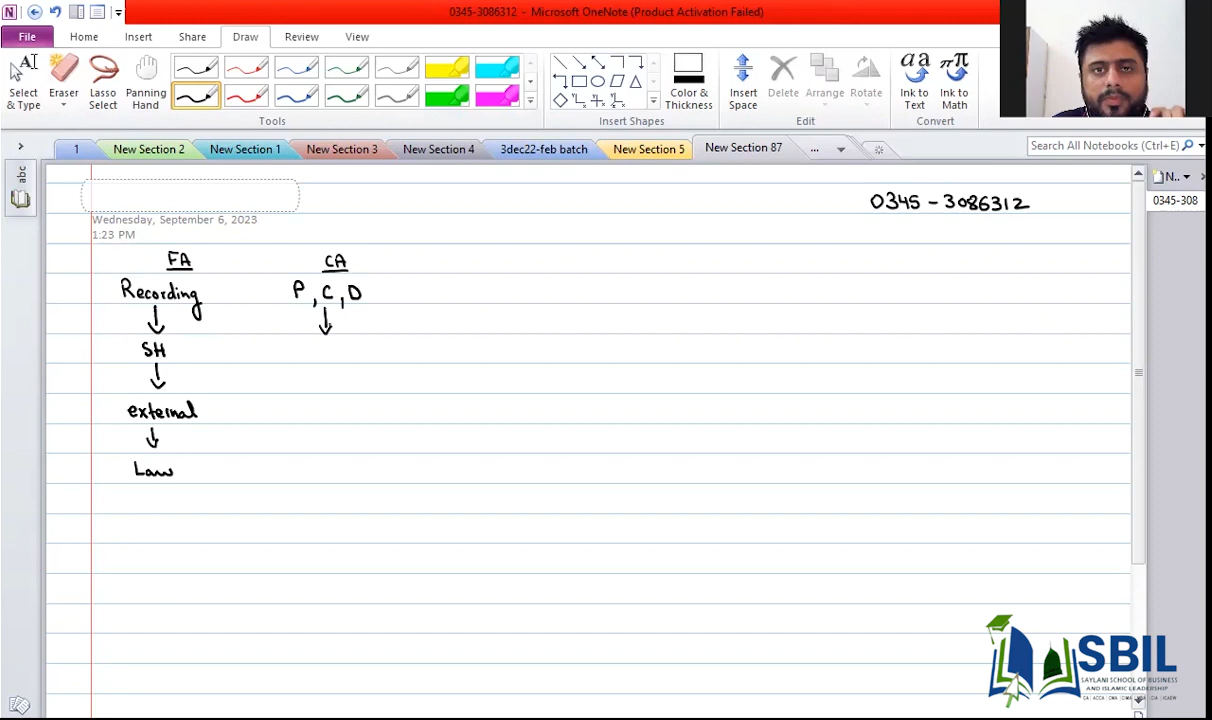 0345-3086312 - Microsoft OneNote (Product Activation Failed)
File Home Insert Share Draw Review View
Select & Type
Eraser
Lasso Select
Panning Hand
Color & Thickness
Insert Space
Delete
Arrange
Rotate
Ink to Text
Ink to Math
Tools
Insert Shapes
Edit
Convert
1 New Section 2 New Section 1 New Section 3 New Section 4 3dec22-feb batch New Section 5 New Section 87 ... Search All Notebooks (Ctrl+E)
abc
N..
0345-308
0345 - 3086312
Wednesday, September 6, 2023
1:23 PM
FA CA
Recording P, C, D
SH
external
Law
SBIL
SAYLANI SCHOOL OF BUSINESS
AND ISLAMIC LEADERSHIP